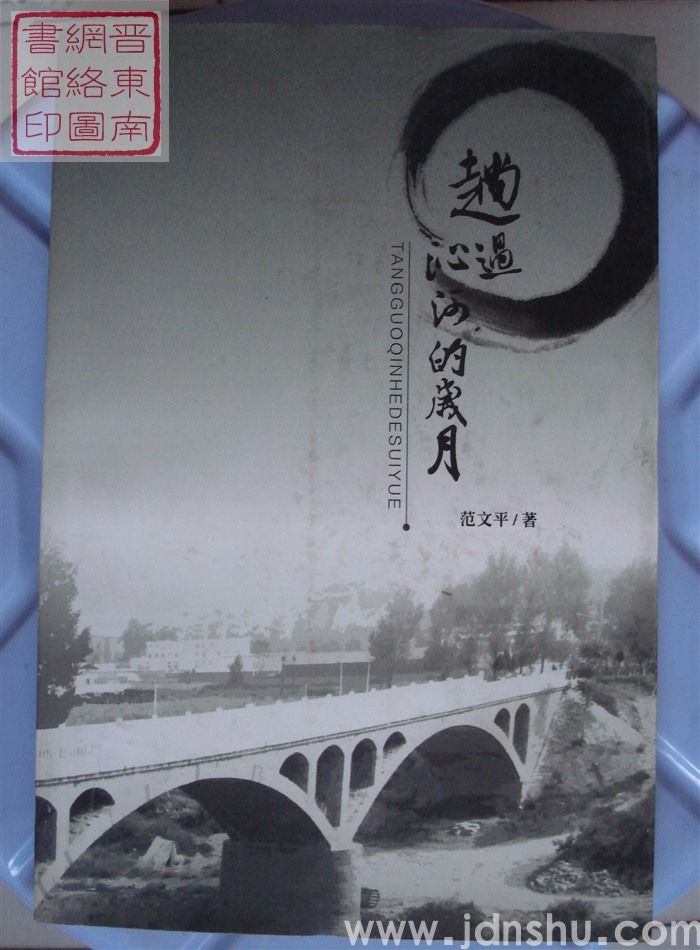 晋東南
網絡圖
書館印
趟過
沁河的歲月
TANGGUOQINHEDESUIYUE
范文平/著
www.jdnshu.com